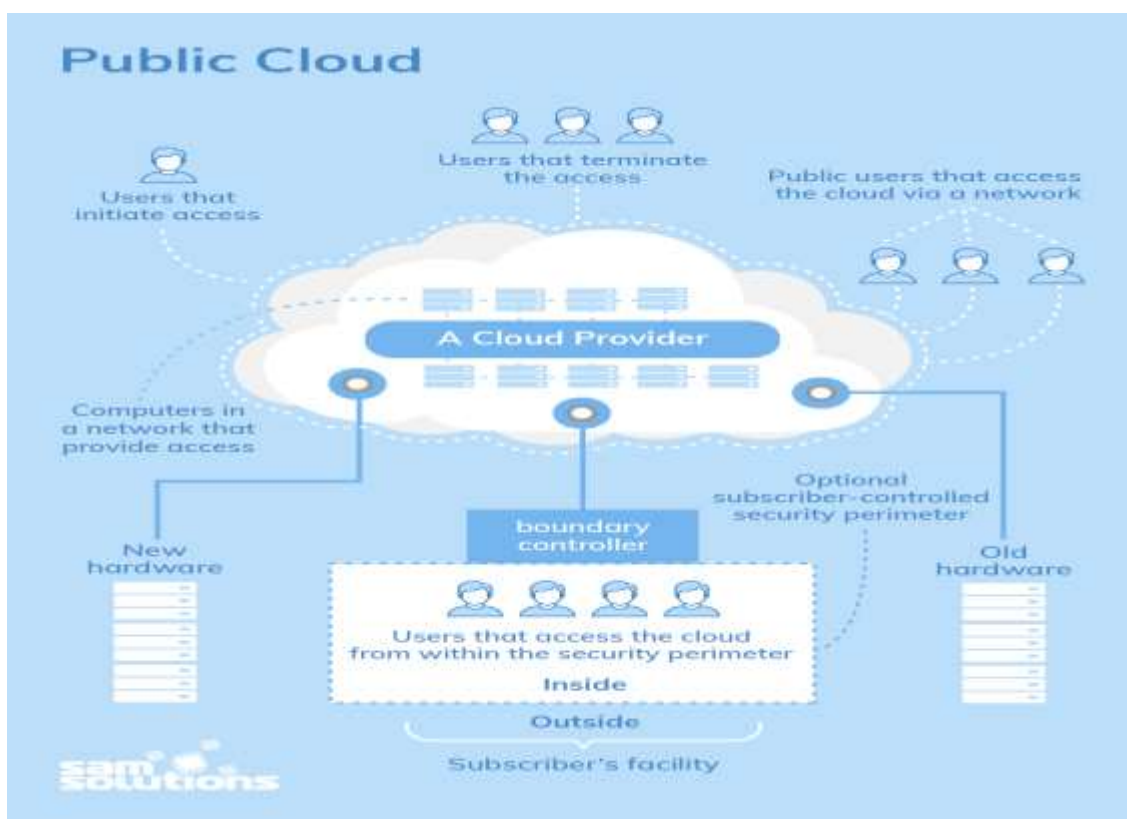 Public Cloud
Users that terminate
the access
Users that
initiate access
Public users that access
the cloud via a network
A Cloud Provider
Computers in
a network that
provide access
Optional
subscriber-controlled
security perimeter
boundary
controller
New
hardware
Old
hardware
Users that access the cloud
from within the security perimeter
Inside
Outside
Subscriber's facility
sam
solutions